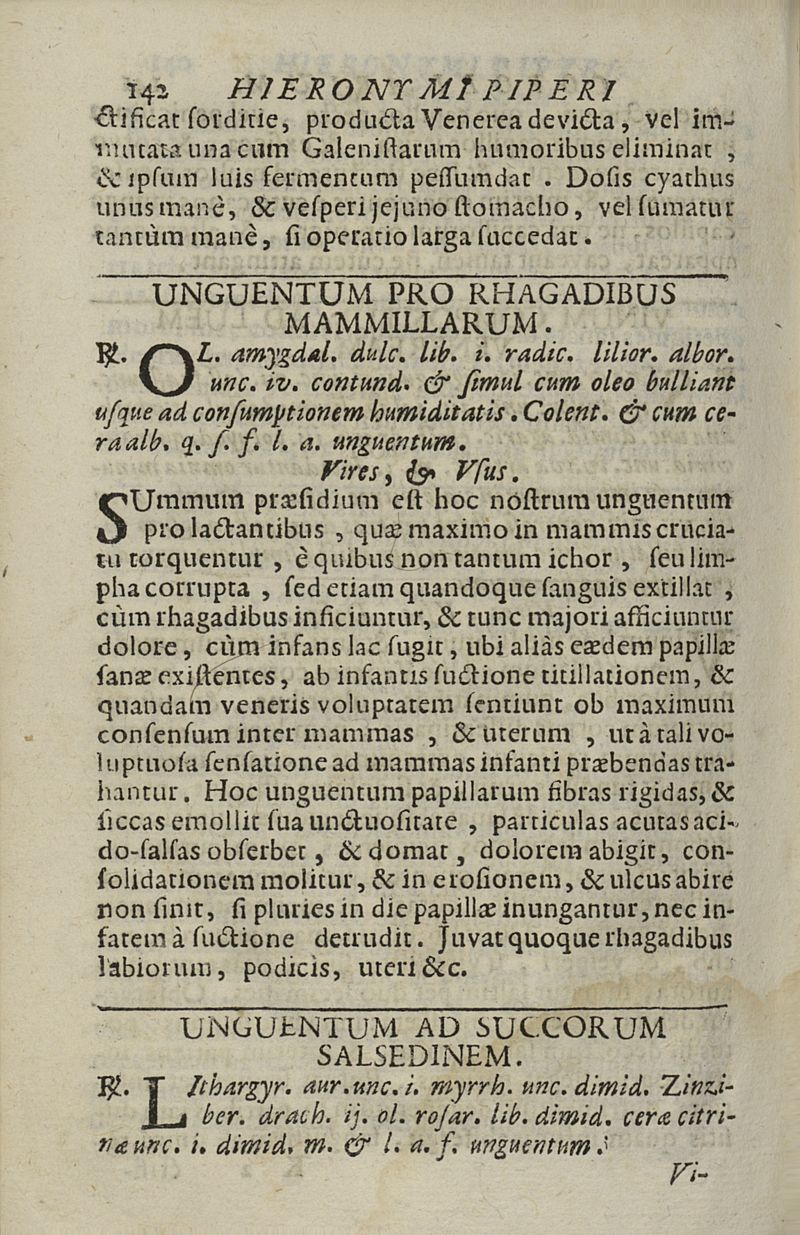 142 HIERONYMI PIPERI
ctificat sorditie, producta Venerea devicta, vel im-
mutata una cum Galenistarum humoribus eliminat ,
& ipsum luis fermentum pessumdat . Dosis cyathus
unus manè, & vesperi jejuno stomacho, vel sumatur
tantùm manè, si operatio larga succedat .
UNGUENTUM PRO RHAGADIBUS
MAMMILLARUM.
℞. OL. amygdal. dulc. lib. i. radic. lilior. albor.
unc. iv. contund. & simul cum oleo bulliant
usque ad consumptionem humiditatis . Colent. & cum ce-
ra alb. q. s. f. l. a. unguentum.
Vires, & Vsus.
SUmmum præsidium est hoc nostrum unguentum
pro lactantibus , quæ maximo in mammis crucia-
tu torquentur , è quibus non tantum ichor , seu lim-
pha corrupta , sed etiam quandoque sanguis extillat ,
cùm rhagadibus inficiuntur, & tunc majori afficiuntur
dolore, cùm infans lac sugit, ubi aliàs eædem papillæ
sanæ existentes, ab infantis suctione titillationem, &
quandam veneris voluptatem sentiunt ob maximum
consensum inter mammas , & uterum , ut à tali vo-
luptuosa sensatione ad mammas infanti præbendas tra-
hantur. Hoc unguentum papillarum fibras rigidas, &
siccas emollit sua unctuositate , particulas acutas aci-
do-salsas obserbet, & domat, dolorem abigit, con-
solidationem molitur, & in erosionem, & ulcus abire
non sinit, si pluries in die papillæ inungantur, nec in-
fatem à suctione detrudit. Juvat quoque rhagadibus
labiorum, podicis, uteri &c.
UNGUENTUM AD SUCCORUM
SALSEDINEM.
℞. LIthargyr. aur. unc. i. myrrh. unc. dimid. Zinzi-
ber. drach. ij. ol. rosar. lib. dimid. ceræ citri-
næ unc. i. dimid. m. & l. a. f. unguentum .
Vi-